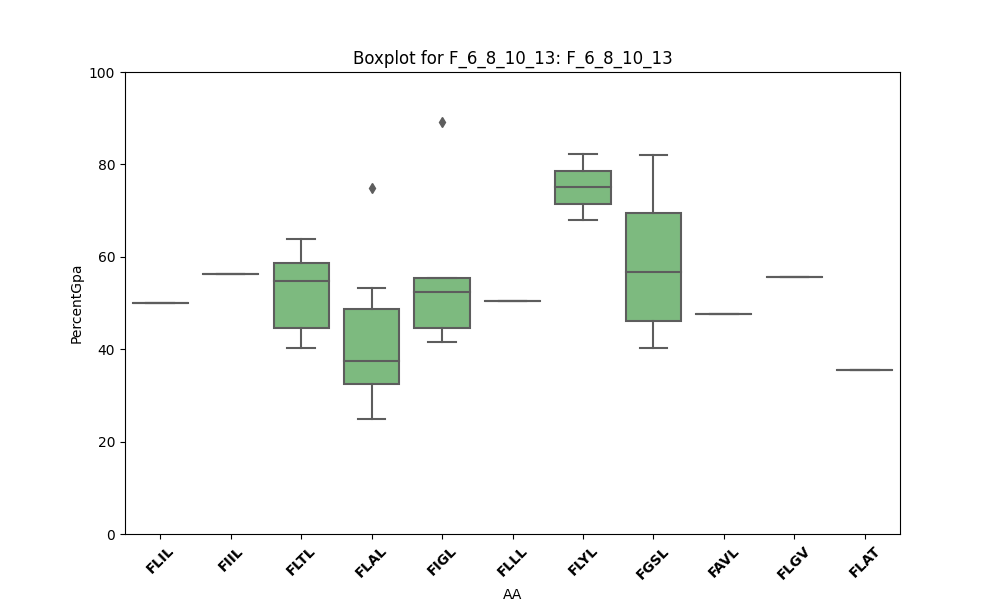 Boxplot for F_6_8_10_13: F_6_8_10_13
100
80
60
40
20
0
PercentGpa
FLIL FIIL FLTL FLAL FIGL FLLL FLYL FGSL FAVL FLGV FLAT
AA